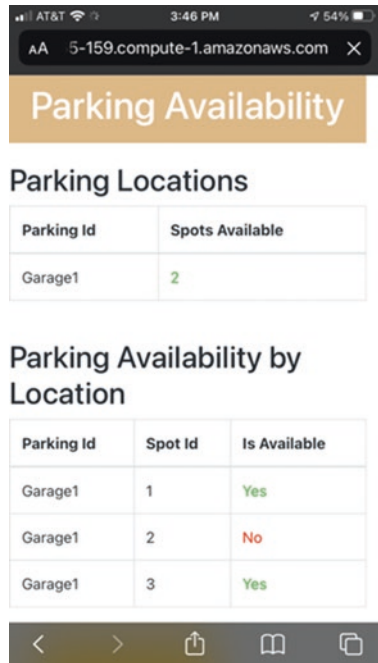 AT&T 3:46 PM 54%
AA 5-159.compute-1.amazonaws.com
Parking Availability
Parking Locations
Parking Id Spots Available
Garage1 2
Parking Availability by
Location
Parking Id Spot Id Is Available
Garage1 1 Yes
Garage1 2 No
Garage1 3 Yes